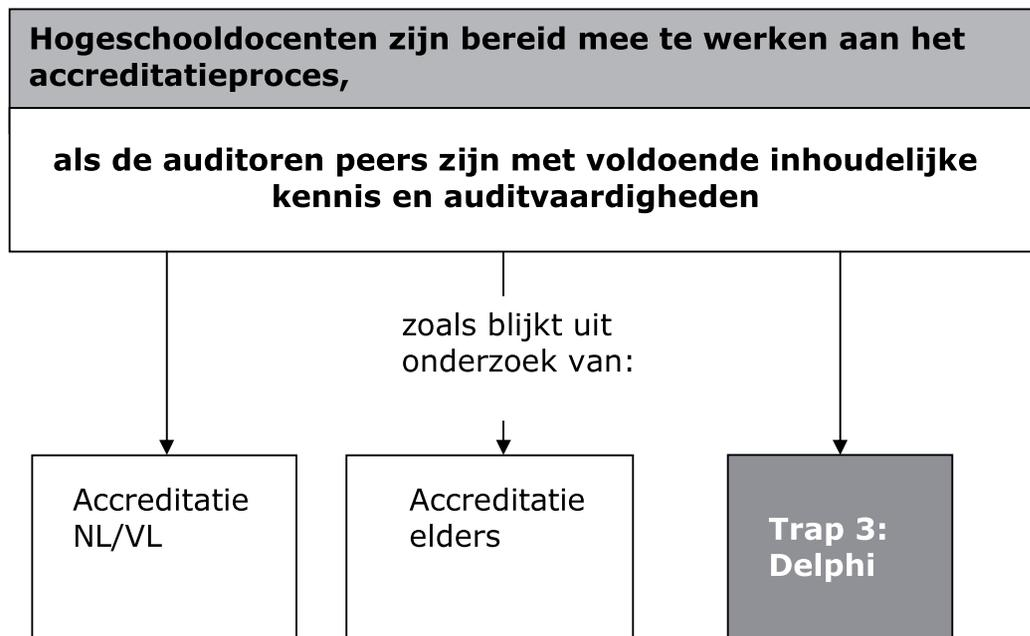 Hogeschooldocenten zijn bereid mee te werken aan het
accreditatieproces,
als de auditoren peers zijn met voldoende inhoudelijke
kennis en auditvaardigheden
zoals blijkt uit
onderzoek van:
Accreditatie
NL/VL
Accreditatie
elders
Trap 3:
Delphi